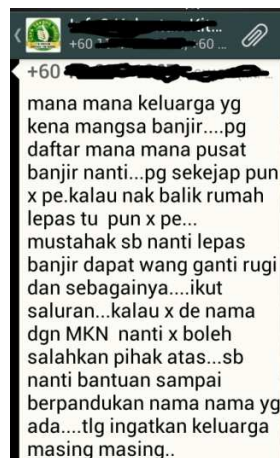 +60
60 ...
+60
mana mana keluarga yg
kena mangsa banjir....pg
daftar mana mana pusat
banjir nanti...pg sekejap pun
x pe.kalau nak balik rumah
lepas tu pun x pe...
mustahak sb nanti lepas
banjir dapat wang ganti rugi
dan sebagainya....ikut
saluran...kalau x de nama
dgn MKN nanti x boleh
salahkan pihak atas...sb
nanti bantuan sampai
berpandukan nama nama yg
ada....tlg ingatkan keluarga
masing masing..